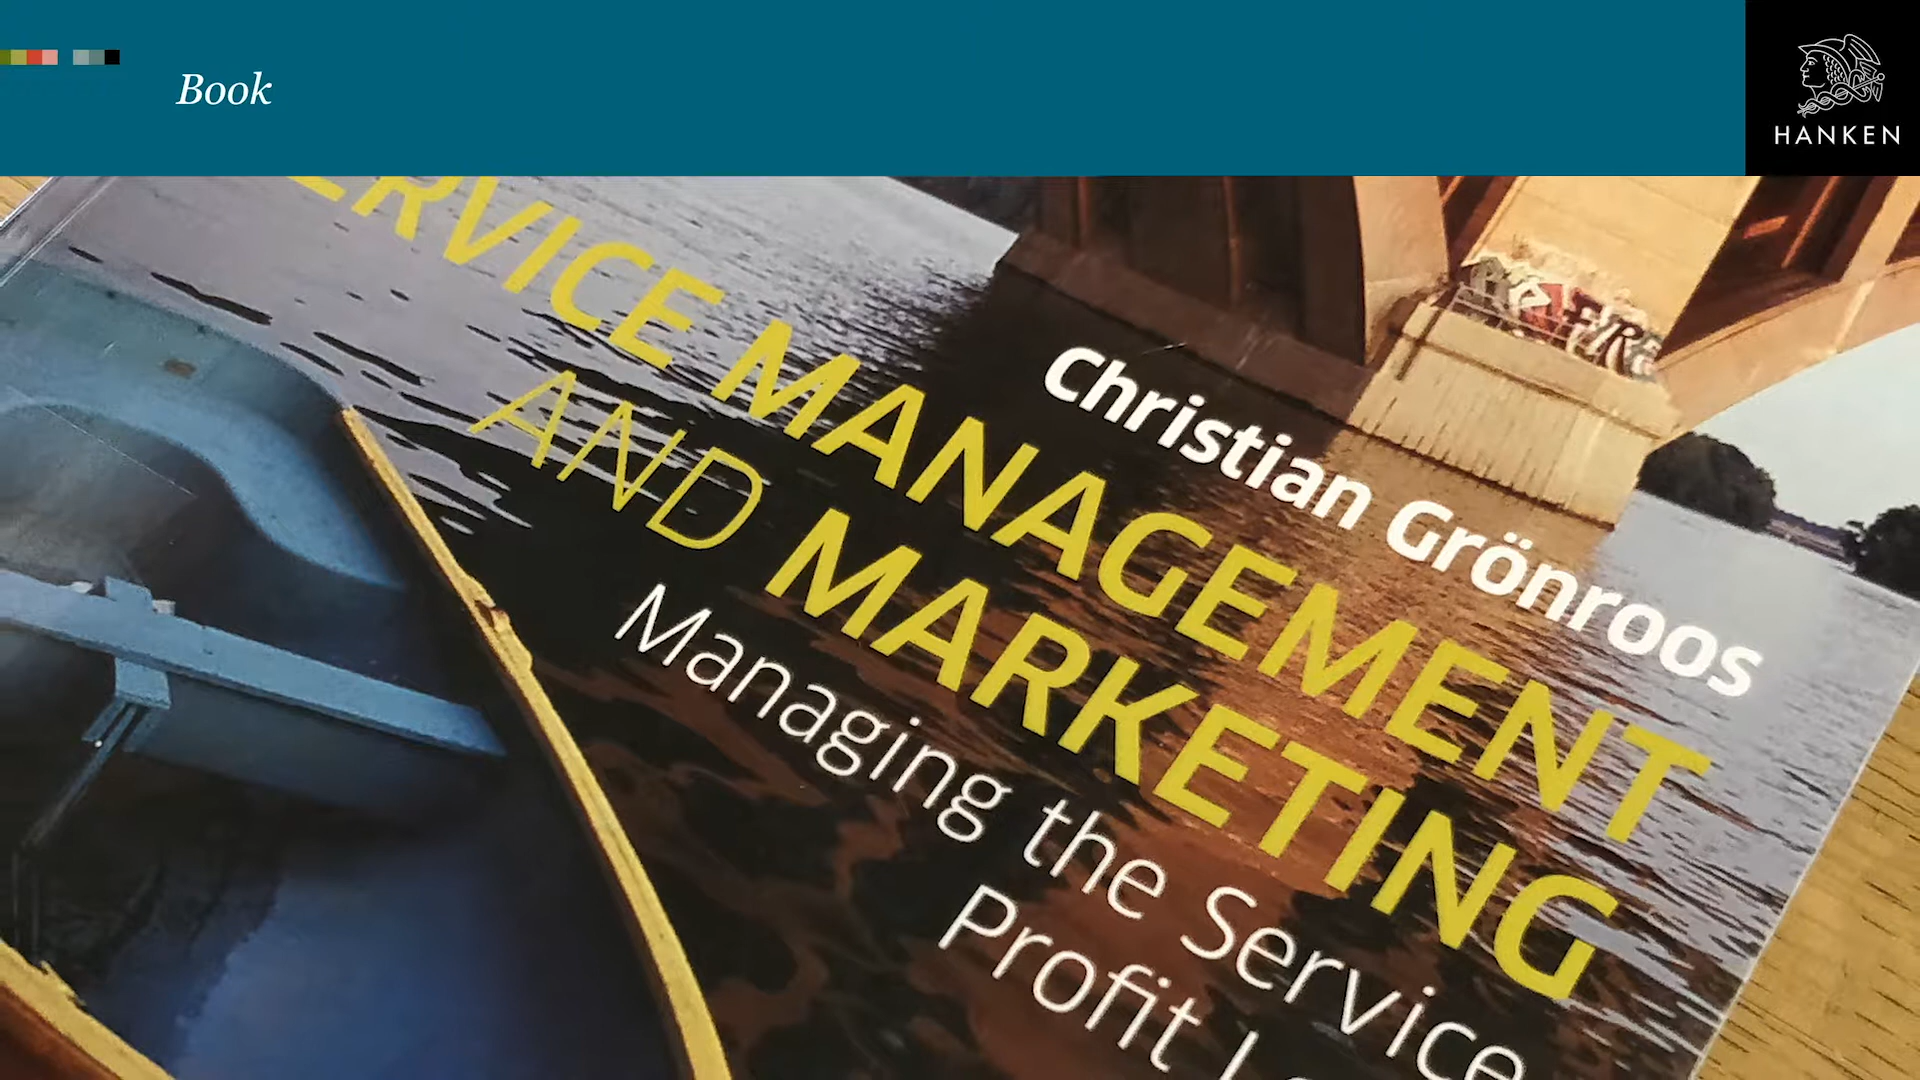 Book
HANKEN
Christian Grönroos
ERVICE MANAGEMENT
AND MARKETING
Managing the Service
Profit L